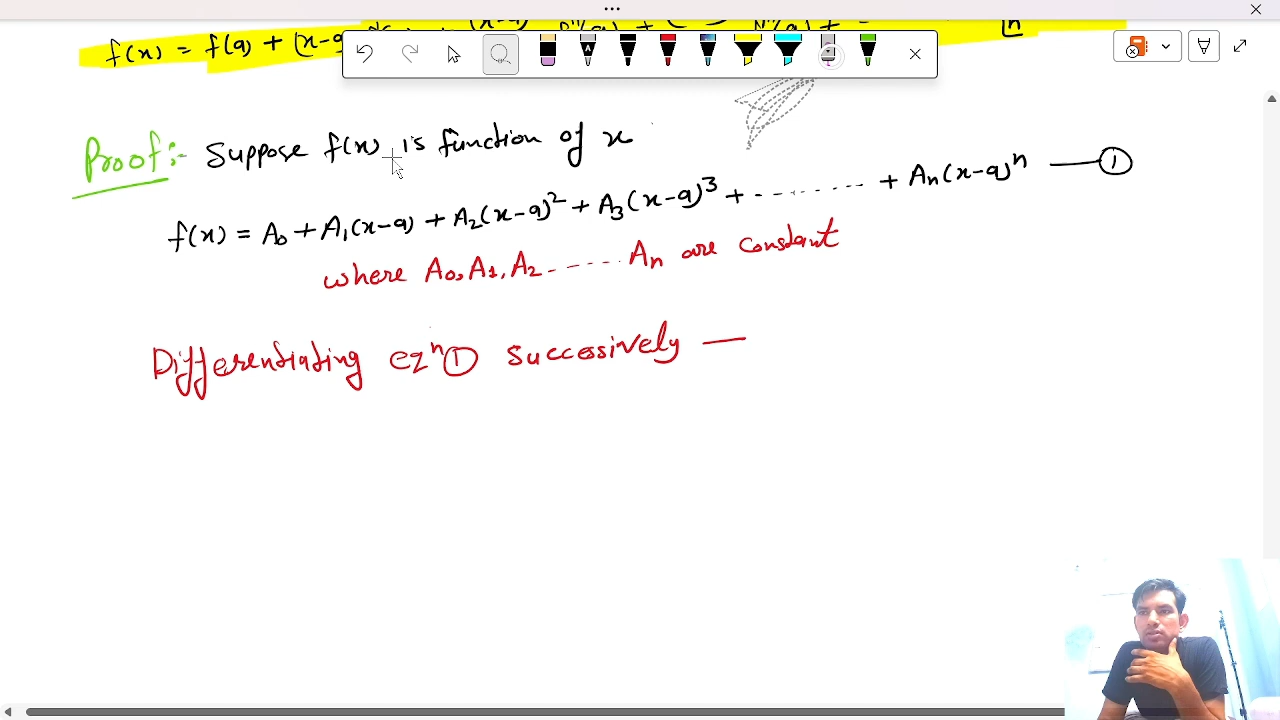 f(x) = f(a) + (x-a
Proof:- Suppose f(x) is function of x
f(x) = A₀ + A₁(x-a) + A₂(x-a)² + A₃(x-a)³ + -------- + Aₙ(x-a)ⁿ —— ①
where A₀, A₁, A₂ ------ Aₙ are constant
Differentiating eqⁿ ① successively —